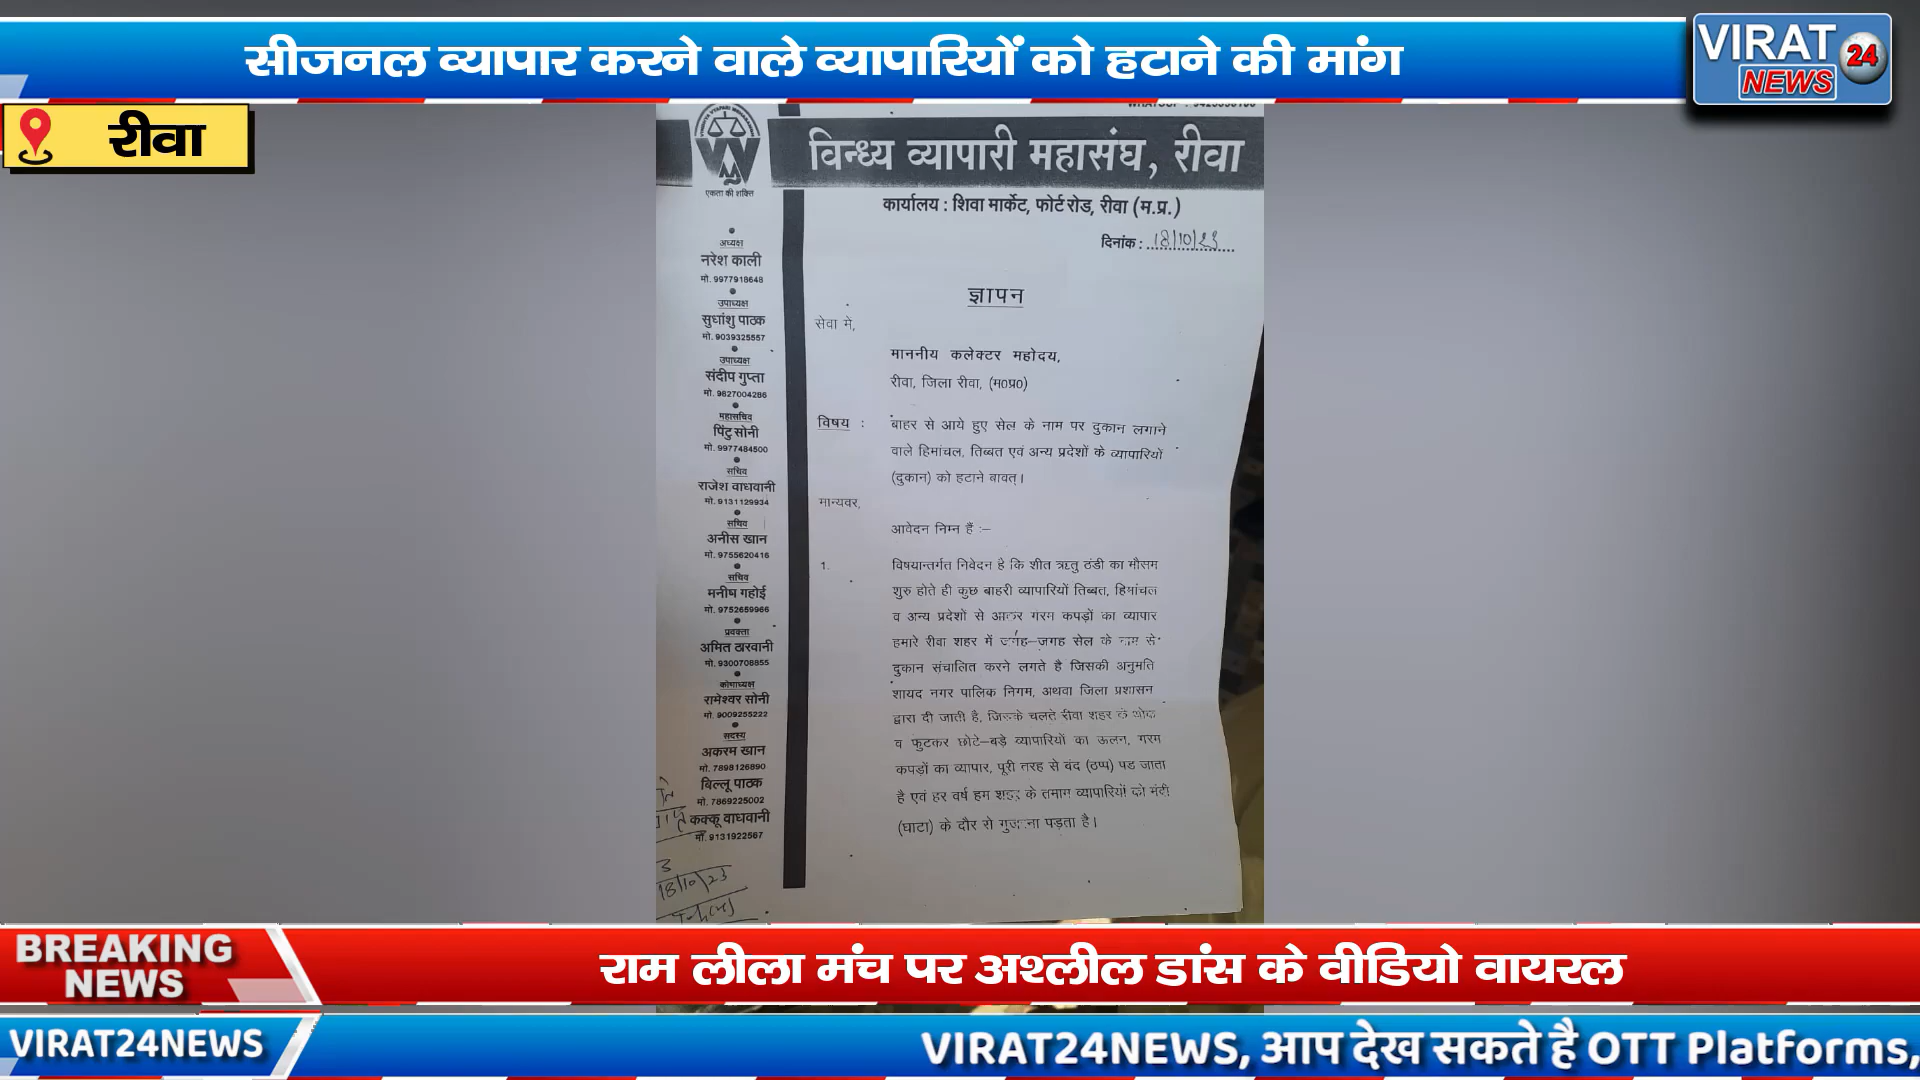 सीजनल व्यापार करने वाले व्यापारियों को हटाने की मांग
VIRAT
24
NEWS
रीवा
विन्ध्य व्यापारी महासंघ, रीवा
एकता की शक्ति
कार्यालय : शिवा मार्केट, फोर्ट रोड, रीवा (म.प्र.)
दिनांक : 18/10/23
अध्यक्ष
नरेश काली
मो. 9977918648
उपाध्यक्ष
सुधांशु पाठक
मो. 9039325557
उपाध्यक्ष
संदीप गुप्ता
मो. 9827004286
महासचिव
पिंटु सोनी
मो. 9977484500
सचिव
राजेश वाधवानी
मो. 9131129934
सचिव
अनीस खान
मो. 9755620416
सचिव
मनीष गहोई
मो. 9752659966
प्रवक्ता
अमित ठारवानी
मो. 9300708855
कोषाध्यक्ष
रामेश्वर सोनी
मो. 9009255222
सदस्य
अकरम खान
मो. 7898126890
बिल्लू पाठक
मो. 7869225002
कक्कू वाधवानी
मो. 9131922567
18/10/23
ज्ञापन
सेवा में,
माननीय कलेक्टर महोदय,
रीवा, जिला रीवा, (म0प्र0)
विषय : बाहर से आये हुए सेल के नाम पर दुकान लगाने
वाले हिमांचल, तिब्बत एवं अन्य प्रदेशों के व्यापारियों
(दुकान) को हटाने बावत्।
मान्यवर,
आवेदन निम्न हैं :–
1. विषयान्तर्गत निवेदन है कि शीत ऋतु ठंडी का मौसम
शुरु होते ही कुछ बाहरी व्यापारियों तिब्बत, हिमांचल
व अन्य प्रदेशों से आकर गरम कपड़ों का व्यापार
हमारे रीवा शहर में जगह–जगह सेल के नाम से
दुकान संचालित करने लगते है जिसकी अनुमति
शायद नगर पालिक निगम, अथवा जिला प्रशासन
द्वारा दी जाती है, जिसके चलते रीवा शहर के थोक
व फुटकर छोटे–बड़े व्यापारियों का ऊलन, गरम
कपड़ों का व्यापार, पूरी तरह से बंद (ठप्प) पड जाता
है एवं हर वर्ष हम शहर के तमाम व्यापारियों को मंदी
(घाटा) के दौर से गुजरना पड़ता है।
BREAKING
NEWS
राम लीला मंच पर अश्लील डांस के वीडियो वायरल
VIRAT24NEWS
VIRAT24NEWS, आप देख सकते है OTT Platforms,